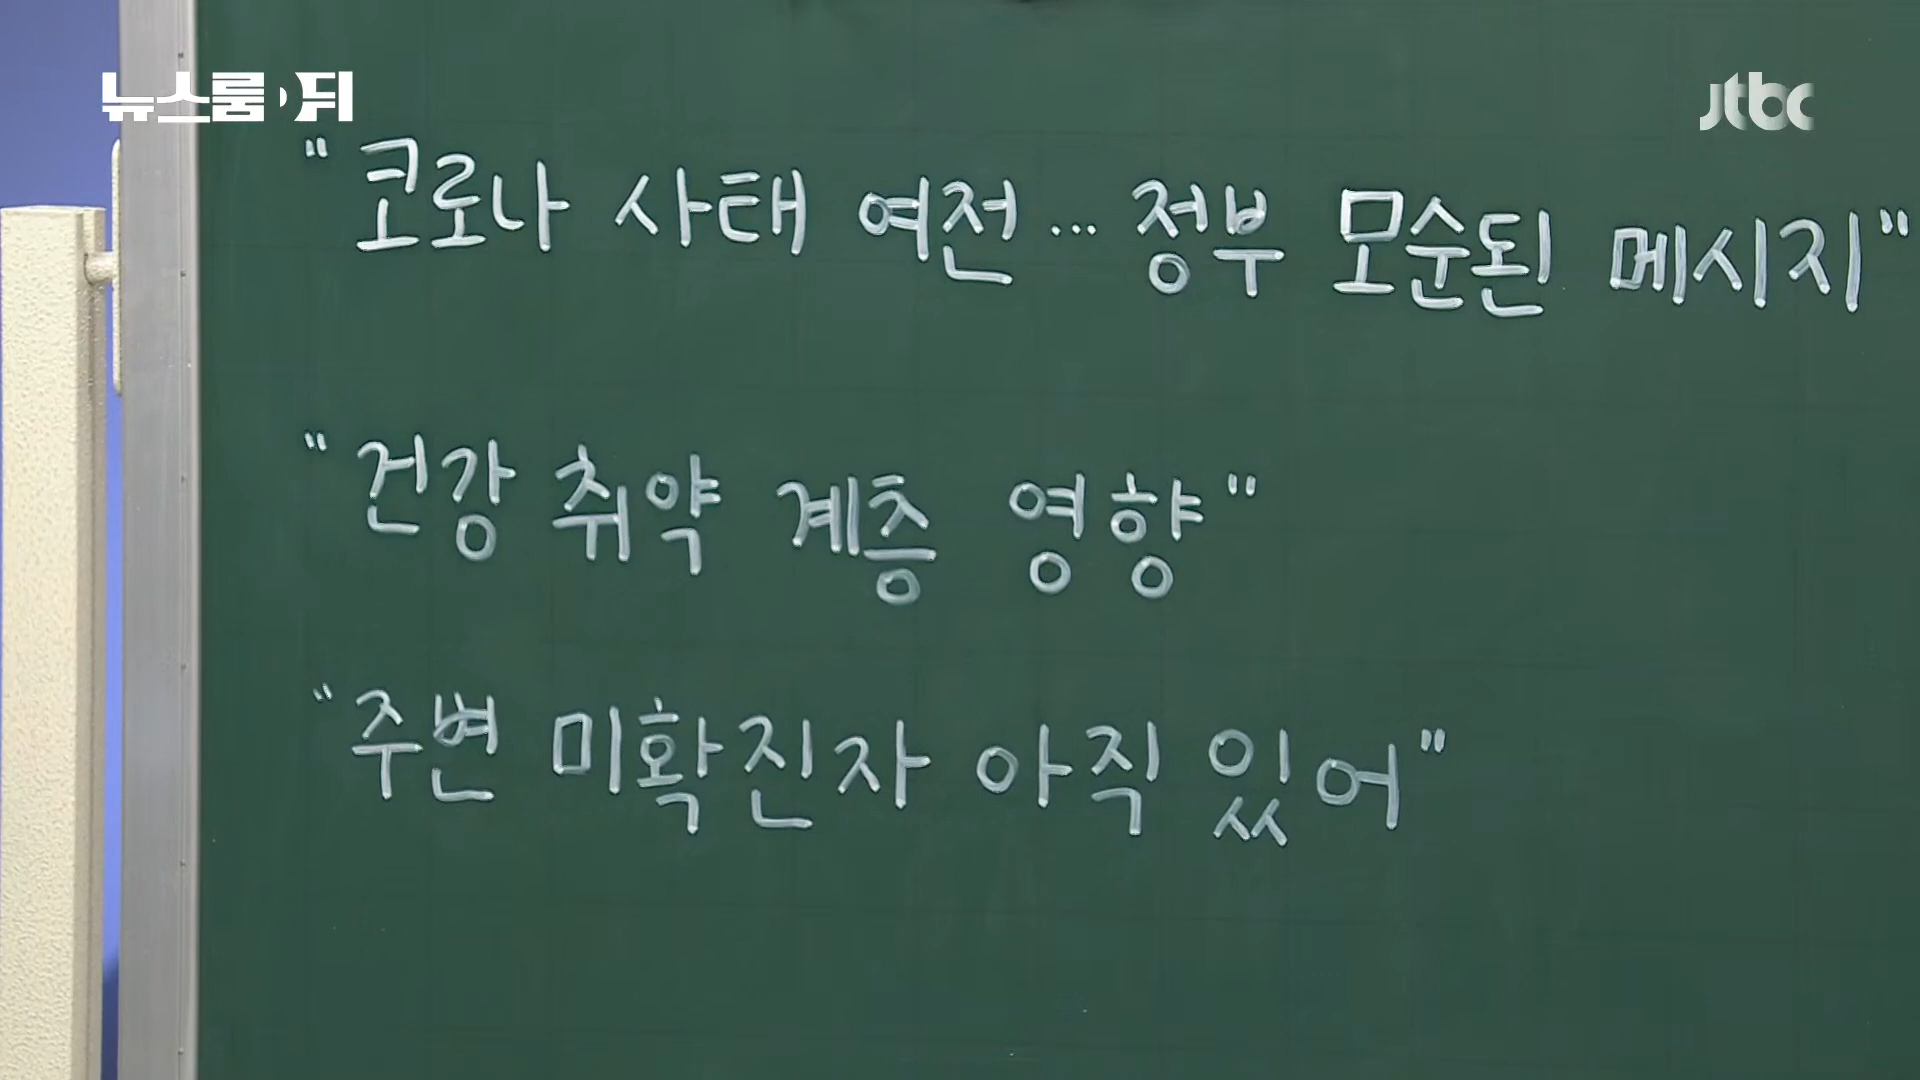 뉴스룸 뒤
jtbc
"코로나 사태 여전… 정부 모순된 메시지"
"건강 취약 계층 영향"
"주변 미확진자 아직 있어"